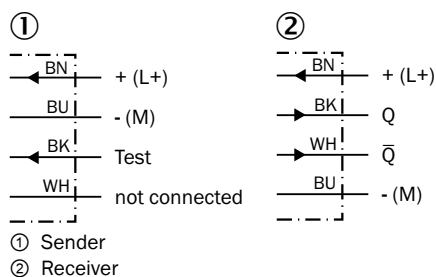 ① ②
BN + (L+)
BU - (M)
BK Test
WH not connected
BN + (L+)
BK Q
WH Q̅
BU - (M)
① Sender
② Receiver